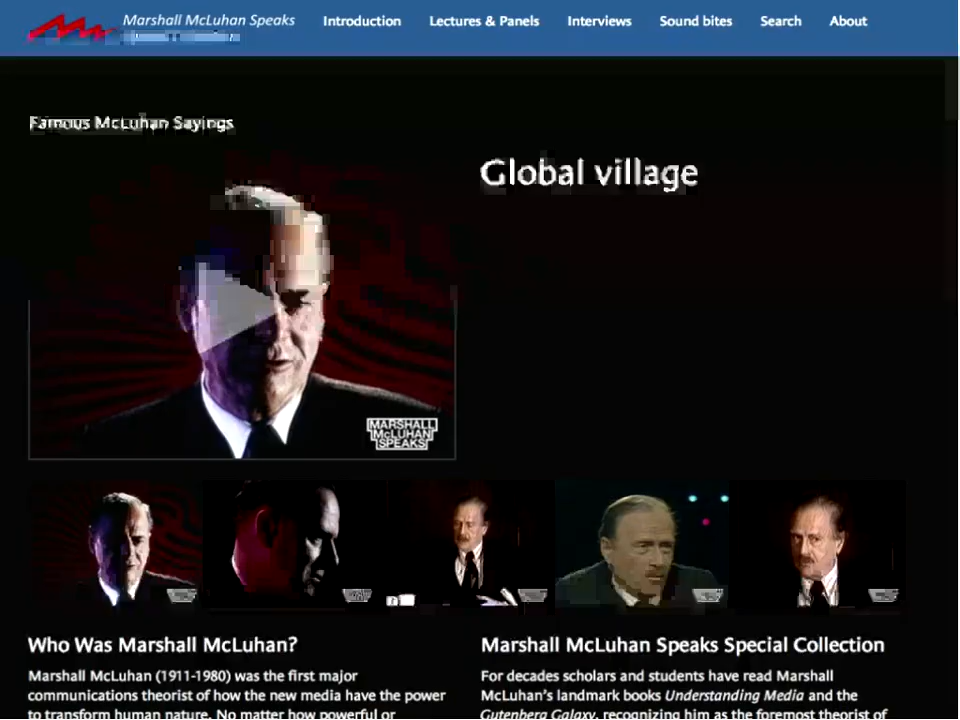 Marshall McLuhan Speaks
Introduction
Lectures & Panels
Interviews
Sound bites
Search
About
Famous McLuhan Sayings
Global village
MARSHALL
McLUHAN
SPEAKS
Who Was Marshall McLuhan?
Marshall McLuhan (1911-1980) was the first major
communications theorist of how the new media have the power
to transform human nature. No matter how powerful or
Marshall McLuhan Speaks Special Collection
For decades scholars and students have read Marshall
McLuhan's landmark books Understanding Media and the
Gutenberg Galaxy, recognizing him as the foremost theorist of